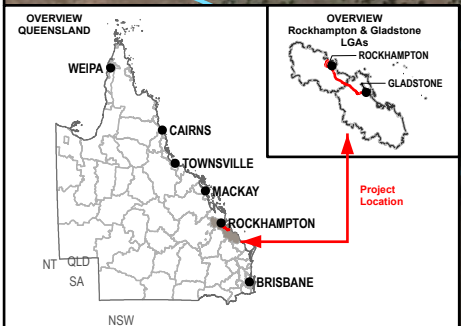 OVERVIEW
QUEENSLAND
WEIPA
CAIRNS
TOWNSVILLE
MACKAY
ROCKHAMPTON
BRISBANE
NT
QLD
SA
NSW
OVERVIEW
Rockhampton & Gladstone
LGAs
ROCKHAMPTON
GLADSTONE
Project
Location